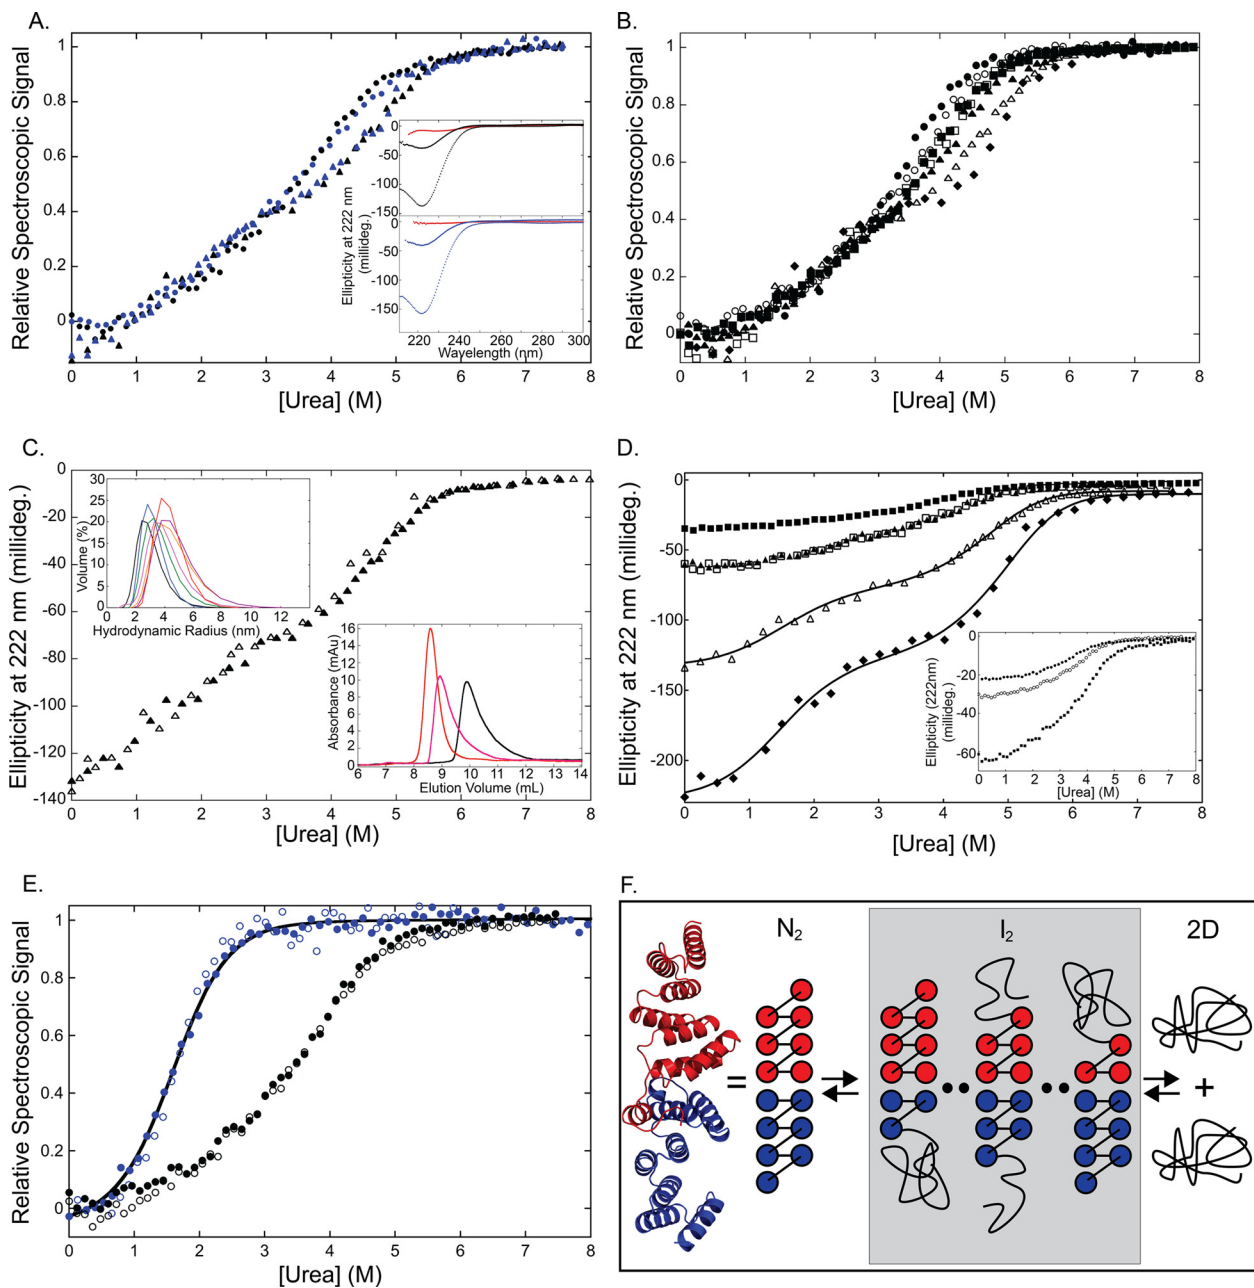 A.
Relative Spectroscopic Signal
1
0.8
0.6
0.4
0.2
0
0 1 2 3 4 5 6 7 8
[Urea] (M)
Ellipticity at 222 nm
(millideg.)
0
-50
-100
-150
0
-50
-100
-150
220 240 260 280 300
Wavelength (nm)
B.
Relative Spectroscopic Signal
1
0.8
0.6
0.4
0.2
0
0 1 2 3 4 5 6 7 8
[Urea] (M)
C.
Ellipticity at 222 nm (millideg.)
0
-20
-40
-60
-80
-100
-120
-140
0 1 2 3 4 5 6 7 8
[Urea] (M)
Volume (%)
30
25
20
15
10
5
0
0 2 4 6 8 10 12
Hydrodynamic Radius (nm)
Absorbance (mAu)
16
14
12
10
8
6
4
2
0
6 7 8 9 10 11 12 13 14
Elution Volume (mL)
D.
Ellipticity at 222 nm (millideg.)
0
-50
-100
-150
-200
0 1 2 3 4 5 6 7 8
[Urea] (M)
Ellipticity (222nm)
(millideg.)
0
-20
-40
-60
0 1 2 3 4 5 6 7 8
[Urea] (M)
E.
Relative Spectroscopic Signal
1
0.8
0.6
0.4
0.2
0
0 1 2 3 4 5 6 7 8
[Urea] (M)
F.
N2 I2 2D
=
+